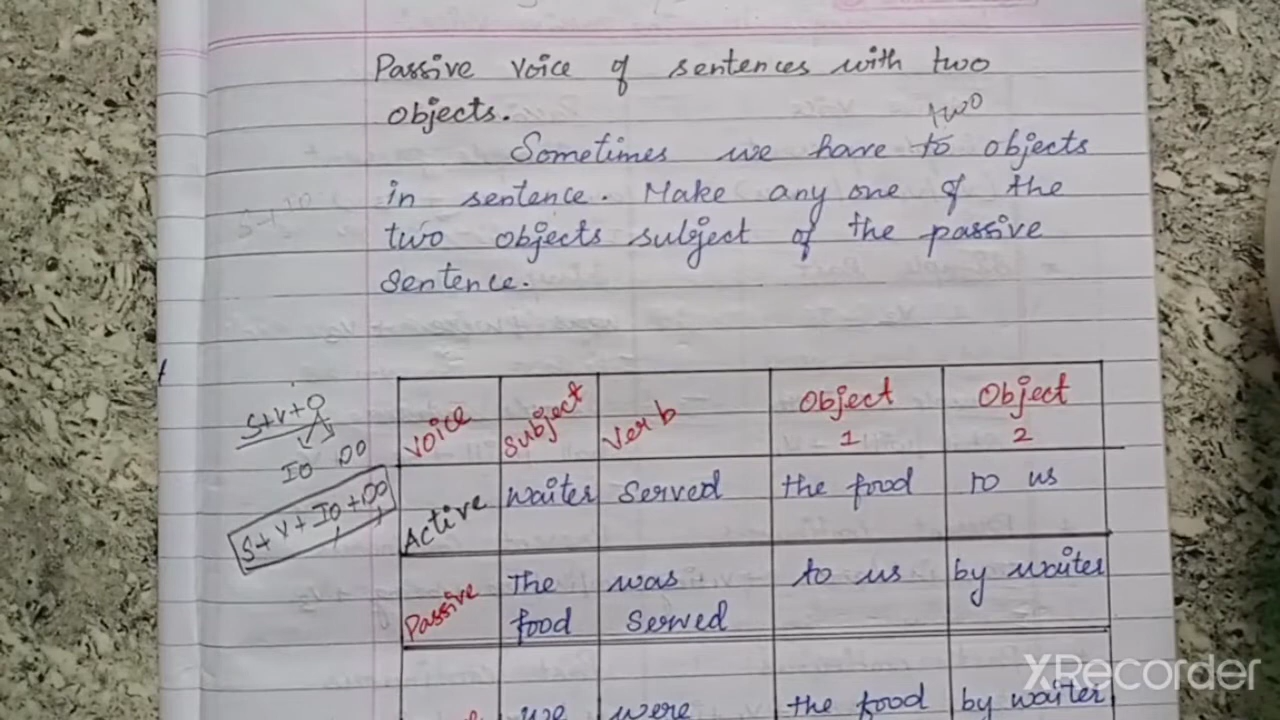 Passive voice of sentences with two
objects.
two
Sometimes we have to objects
in sentence. Make any one of the
two objects subject of the passive
sentence.
S+V+O
IO DO
S+V+IO+DO
Voice Subject Verb Object 1 Object 2
Active waiter served the food to us
Passive The food was served to us by waiter
we were the food by waiter
XRecorder